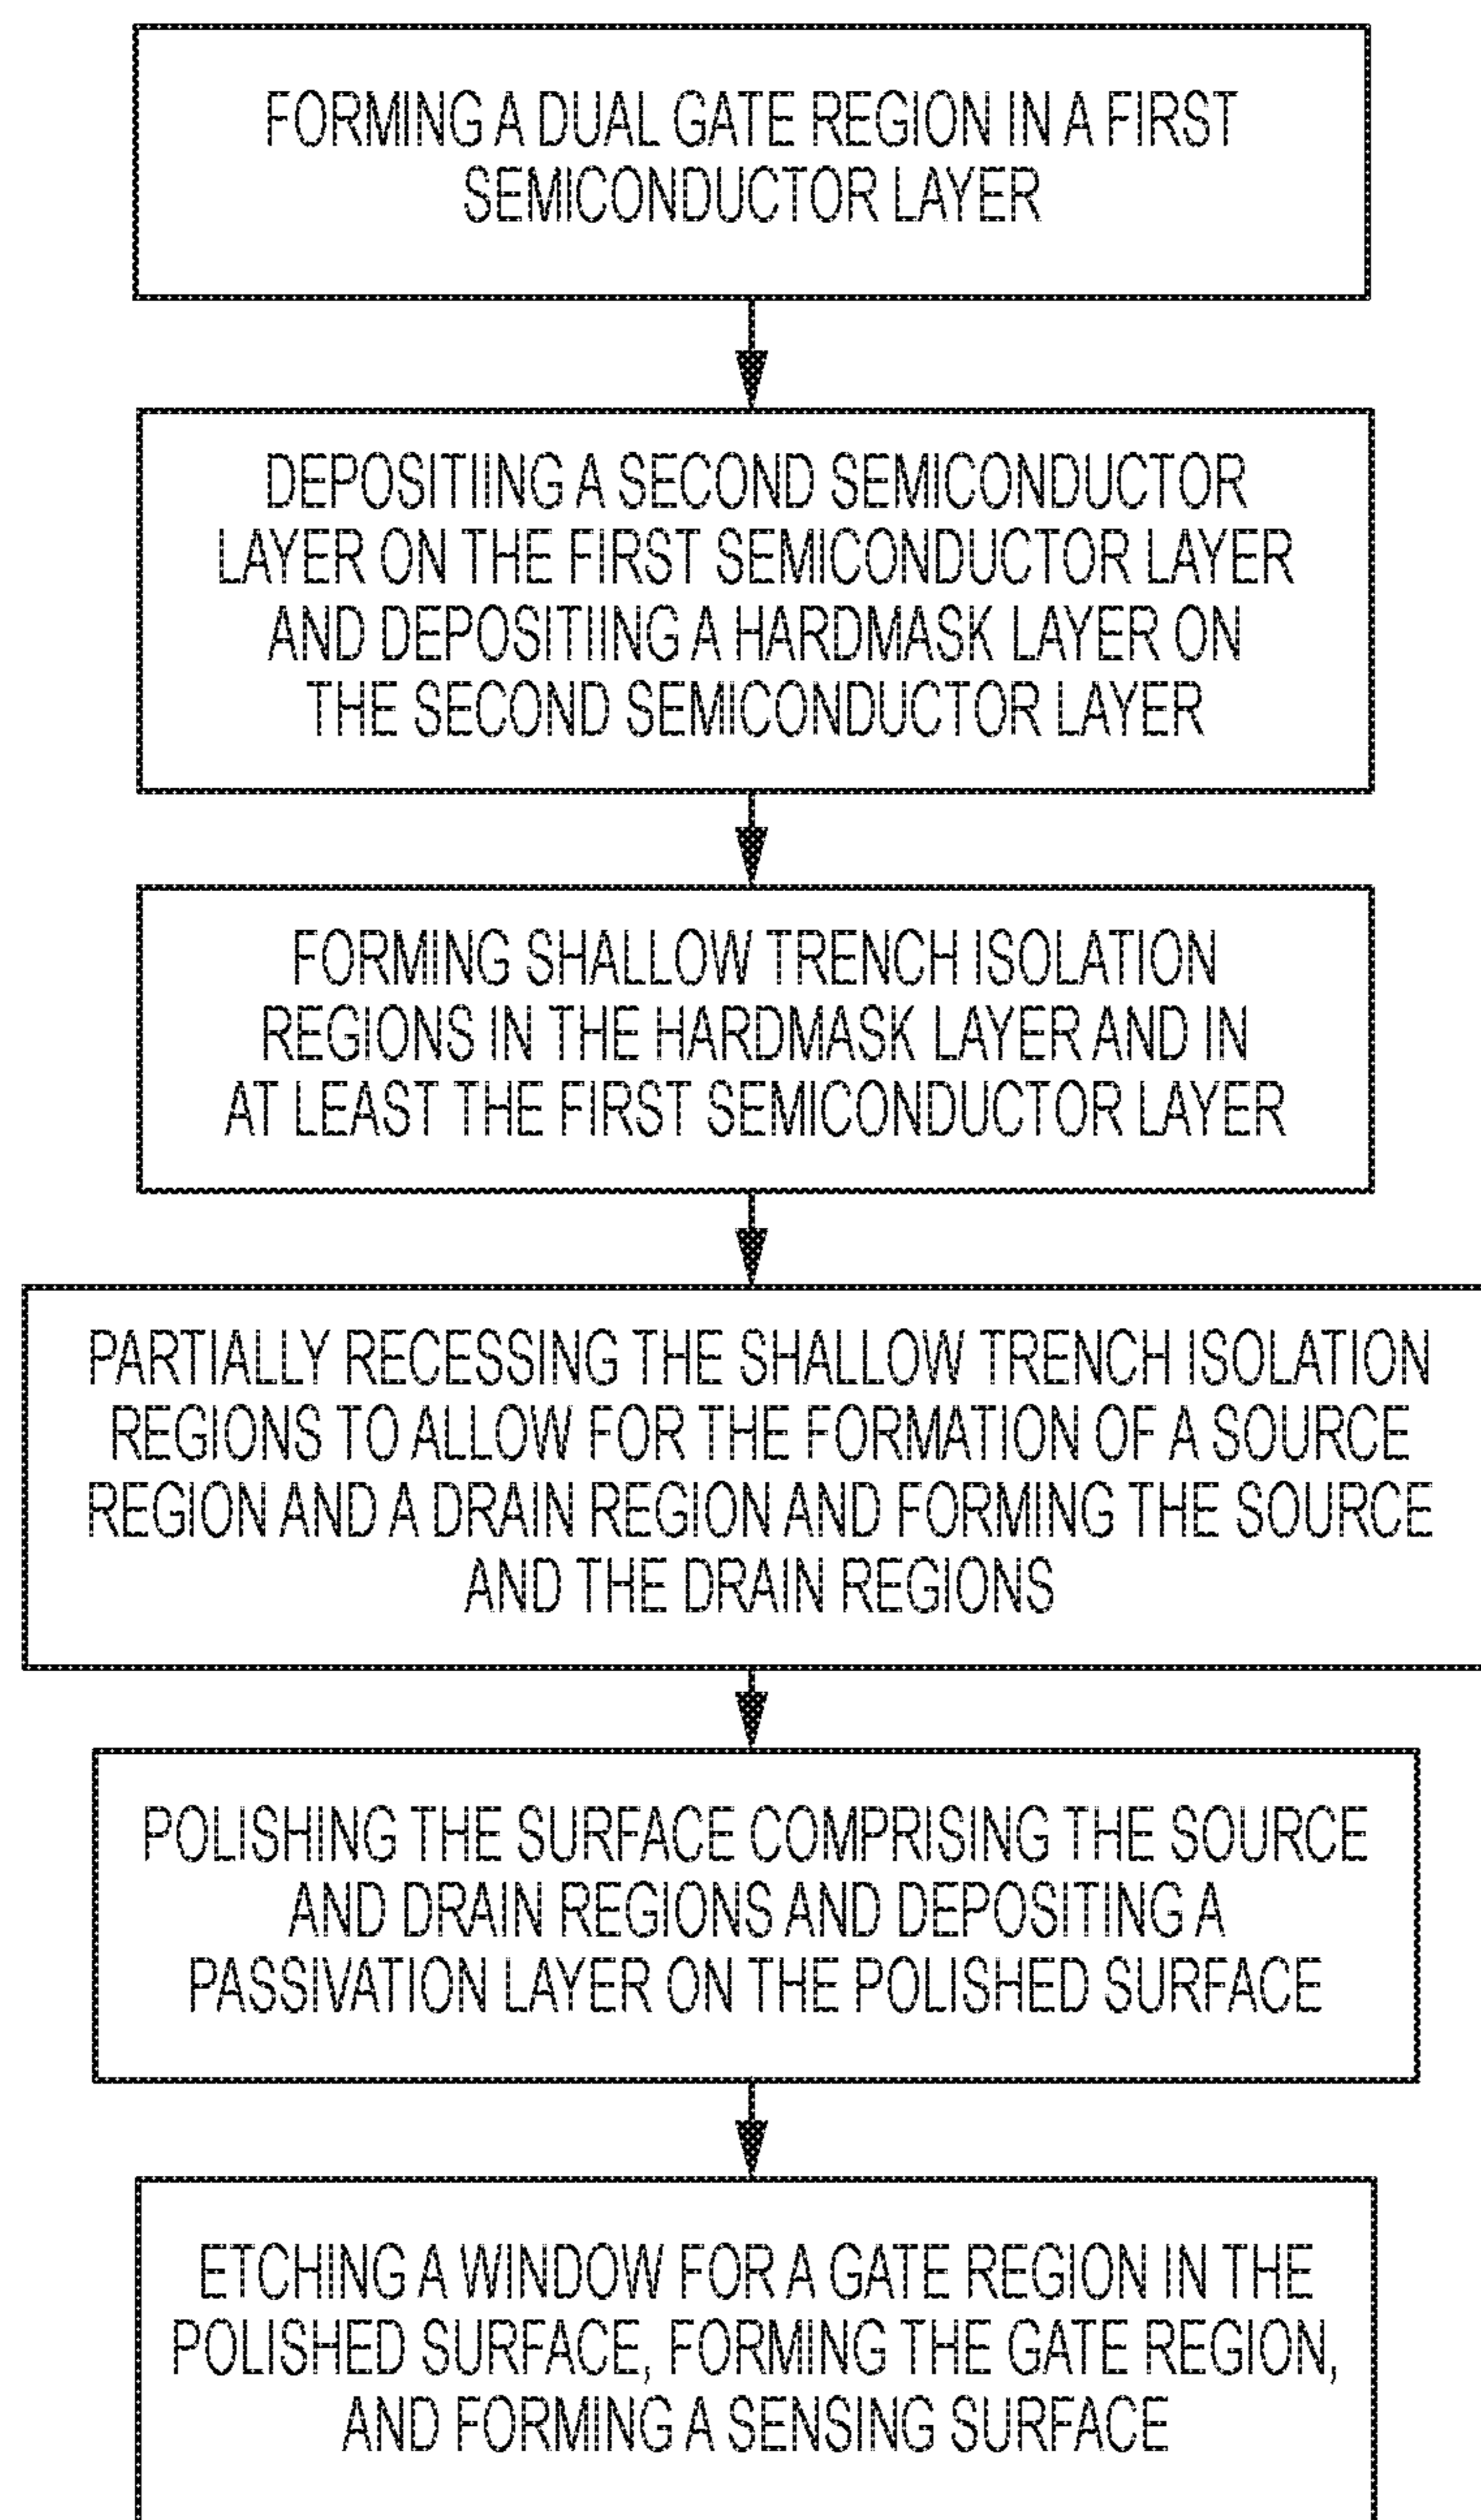 FORMING A DUAL GATE REGION IN A FIRST
SEMICONDUCTOR LAYER
DEPOSITIING A SECOND SEMICONDUCTOR
LAYER ON THE FIRST SEMICONDUCTOR LAYER
AND DEPOSITIING A HARDMASK LAYER ON
THE SECOND SEMICONDUCTOR LAYER
FORMING SHALLOW TRENCH ISOLATION
REGIONS IN THE HARDMASK LAYER AND IN
AT LEAST THE FIRST SEMICONDUCTOR LAYER
PARTIALLY RECESSING THE SHALLOW TRENCH ISOLATION
REGIONS TO ALLOW FOR THE FORMATION OF A SOURCE
REGION AND A DRAIN REGION AND FORMING THE SOURCE
AND THE DRAIN REGIONS
POLISHING THE SURFACE COMPRISING THE SOURCE
AND DRAIN REGIONS AND DEPOSITING A
PASSIVATION LAYER ON THE POLISHED SURFACE
ETCHING A WINDOW FOR A GATE REGION IN THE
POLISHED SURFACE, FORMING THE GATE REGION,
AND FORMING A SENSING SURFACE